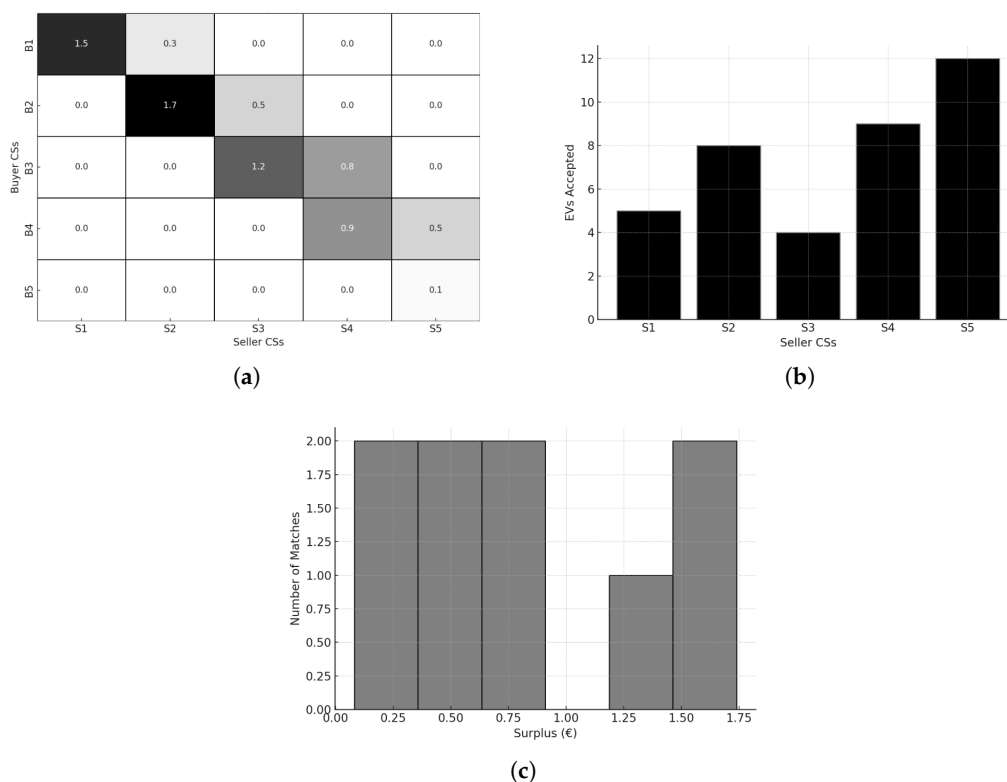 B1 1.5 0.3 0.0 0.0 0.0
B2 0.0 1.7 0.5 0.0 0.0
B3 0.0 0.0 1.2 0.8 0.0
B4 0.0 0.0 0.0 0.9 0.5
B5 0.0 0.0 0.0 0.0 0.1
Buyer CSs
S1 S2 S3 S4 S5
Seller CSs
(a)
12
10
8
6
4
2
0
EVs Accepted
S1 S2 S3 S4 S5
Seller CSs
(b)
2.00
1.75
1.50
1.25
1.00
0.75
0.50
0.25
0.00
Number of Matches
0.00 0.25 0.50 0.75 1.00 1.25 1.50 1.75
Surplus (€)
(c)